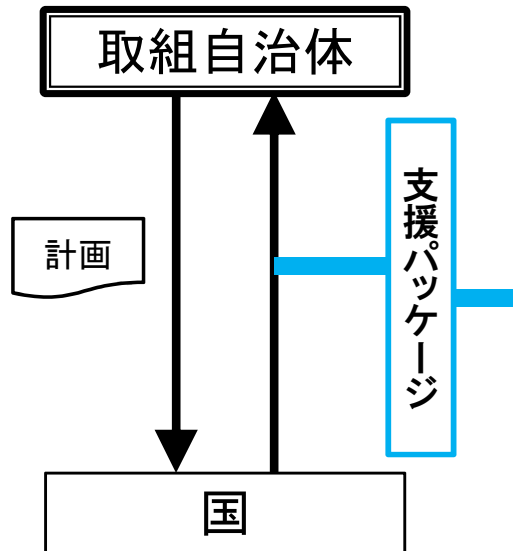 取組自治体
計画
支援パッケージ
国